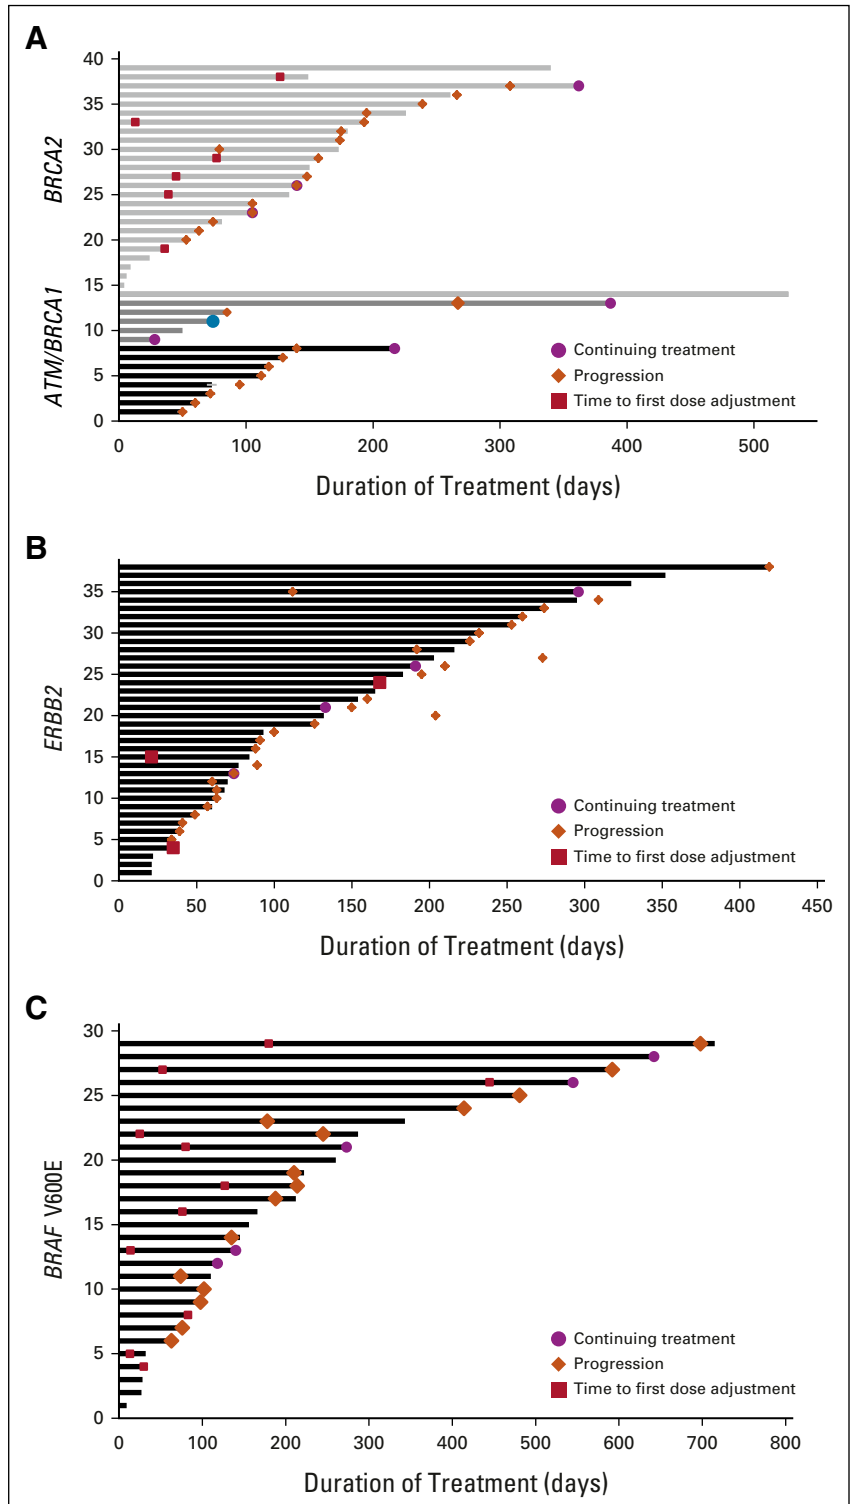 A
40
35
30
25
20
15
10
5
0
BRCA2
ATM/BRCA1
Continuing treatment
Progression
Time to first dose adjustment
0 100 200 300 400 500
Duration of Treatment (days)
B
35
30
25
20
15
10
5
0
ERBB2
Continuing treatment
Progression
Time to first dose adjustment
0 50 100 150 200 250 300 350 400 450
Duration of Treatment (days)
C
30
25
20
15
10
5
0
BRAF V600E
Continuing treatment
Progression
Time to first dose adjustment
0 100 200 300 400 500 600 700 800
Duration of Treatment (days)